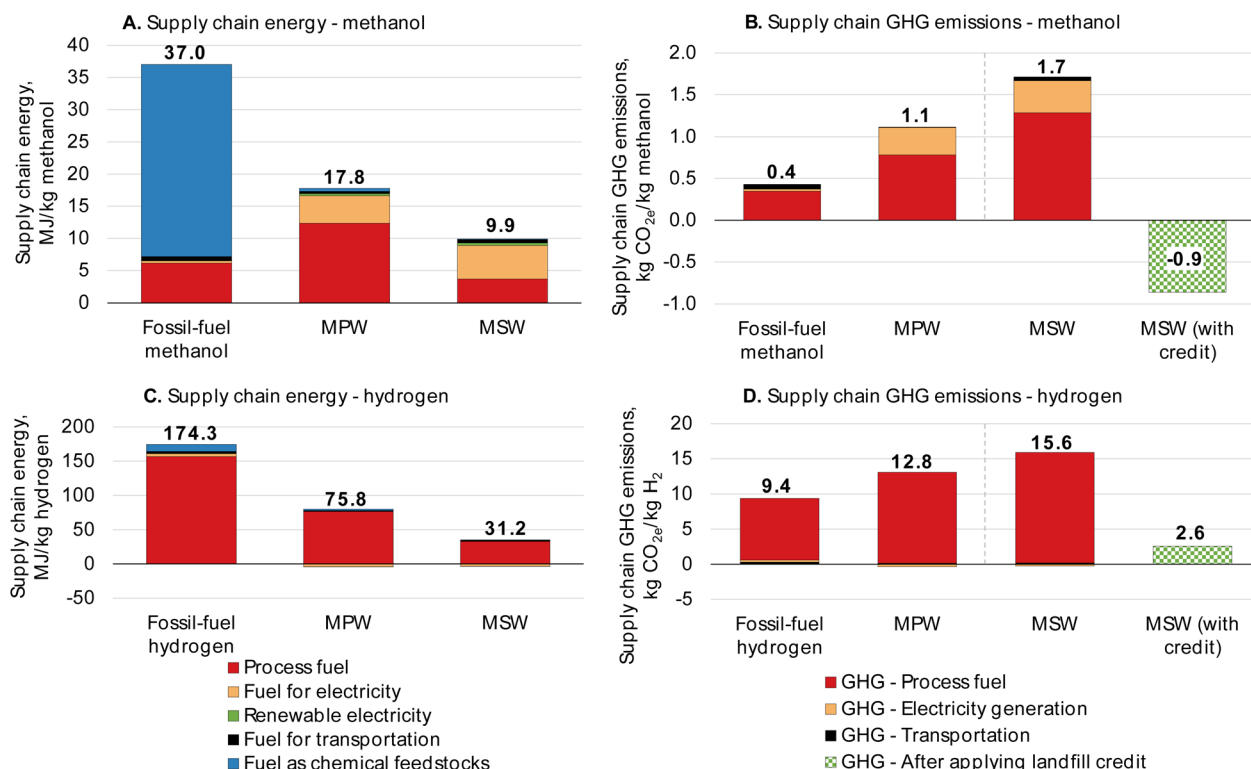 A. Supply chain energy - methanol
Supply chain energy,
MJ/kg methanol
40
35
30
25
20
15
10
5
0
37.0
17.8
9.9
Fossil-fuel
methanol
MPW
MSW
B. Supply chain GHG emissions - methanol
Supply chain GHG emissions,
kg CO2e/kg methanol
2.0
1.5
1.0
0.5
0.0
-0.5
-1.0
0.4
1.1
1.7
-0.9
Fossil-fuel
methanol
MPW
MSW
MSW (with
credit)
C. Supply chain energy - hydrogen
Supply chain energy,
MJ/kg hydrogen
200
150
100
50
0
-50
174.3
75.8
31.2
Fossil-fuel
hydrogen
MPW
MSW
Process fuel
Fuel for electricity
Renewable electricity
Fuel for transportation
Fuel as chemical feedstocks
D. Supply chain GHG emissions - hydrogen
Supply chain GHG emissions,
kg CO2e/kg H2
20
15
10
5
0
-5
9.4
12.8
15.6
2.6
Fossil-fuel
hydrogen
MPW
MSW
MSW (with
credit)
GHG - Process fuel
GHG - Electricity generation
GHG - Transportation
GHG - After applying landfill credit